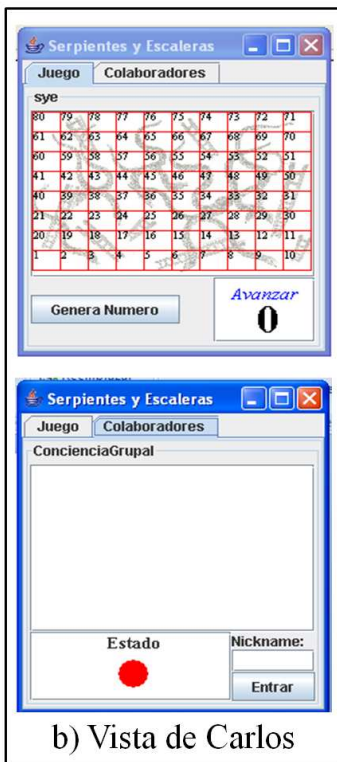 Serpientes y Escaleras
Juego Colaboradores
sye
80 79 78 77 76 75 74 73 72 71
61 62 63 64 65 66 67 68 69 70
60 59 58 57 56 55 54 53 52 51
41 42 43 44 45 46 47 48 49 50
40 39 38 37 36 35 34 33 32 31
21 22 23 24 25 26 27 28 29 30
20 19 18 17 16 15 14 13 12 11
1 2 3 4 5 6 7 8 9 10
Genera Numero
Avanzar
0
Serpientes y Escaleras
Juego Colaboradores
ConcienciaGrupal
Estado
Nickname:
Entrar
b) Vista de Carlos